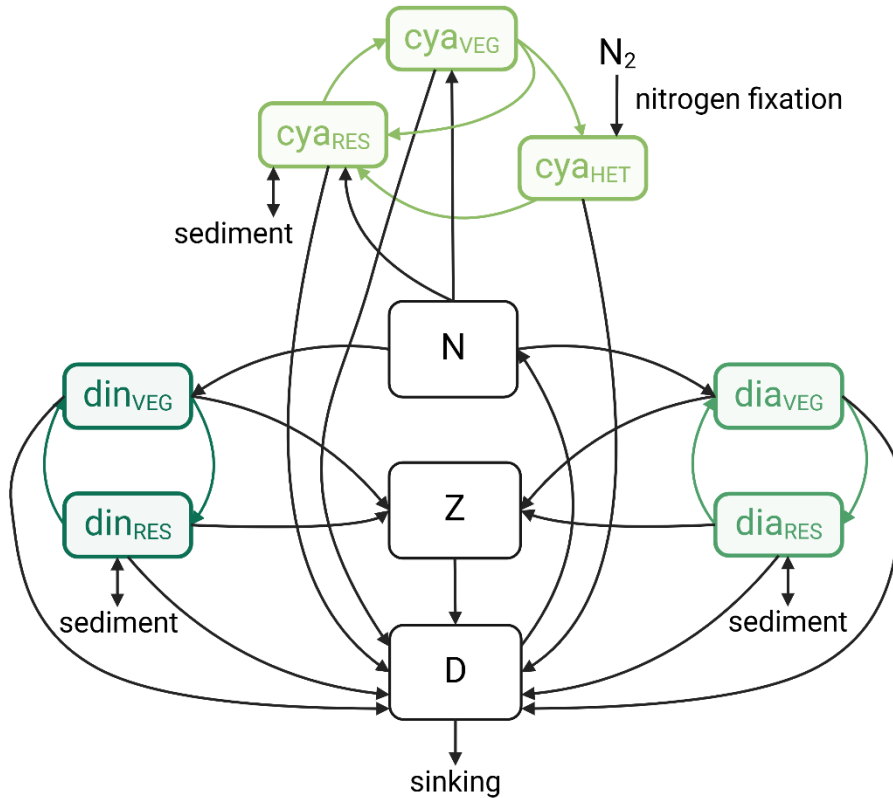 cyaVEG
N2
nitrogen fixation
cyaRES
cyaHET
sediment
N
dinVEG
diaVEG
Z
dinRES
diaRES
sediment
sediment
D
sinking